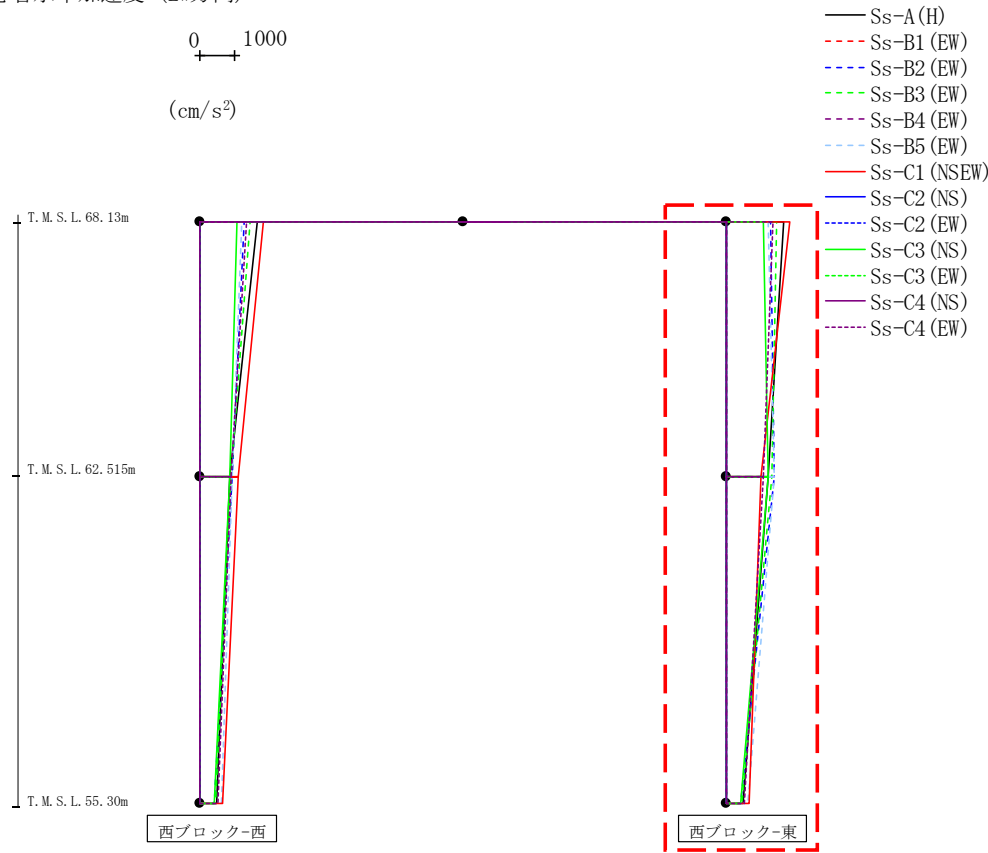 0 1000
(cm/s²)
Ss-A(H)
Ss-B1(EW)
Ss-B2(EW)
Ss-B3(EW)
Ss-B4(EW)
Ss-B5(EW)
Ss-C1(NSEW)
Ss-C2(NS)
Ss-C2(EW)
Ss-C3(NS)
Ss-C3(EW)
Ss-C4(NS)
Ss-C4(EW)
T.M.S.L.68.13m
T.M.S.L.62.515m
T.M.S.L.55.30m
西ブロック-西
西ブロック-東